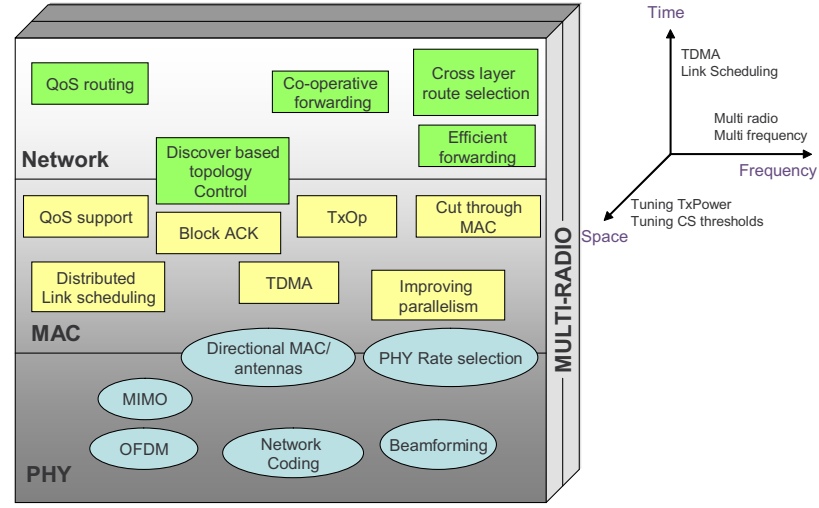 QoS routing
Co-operative
forwarding
Cross layer
route selection
Efficient
forwarding
Network
Discover based
topology
Control
QoS support
Block ACK
TxOp
Cut through
MAC
Distributed
Link scheduling
TDMA
Improving
parallelism
MAC
Directional MAC/
antennas
PHY Rate selection
MIMO
OFDM
Network
Coding
Beamforming
PHY
MULTI-RADIO
Time
TDMA
Link Scheduling
Multi radio
Multi frequency
Frequency
Tuning TxPower
Tuning CS thresholds
Space